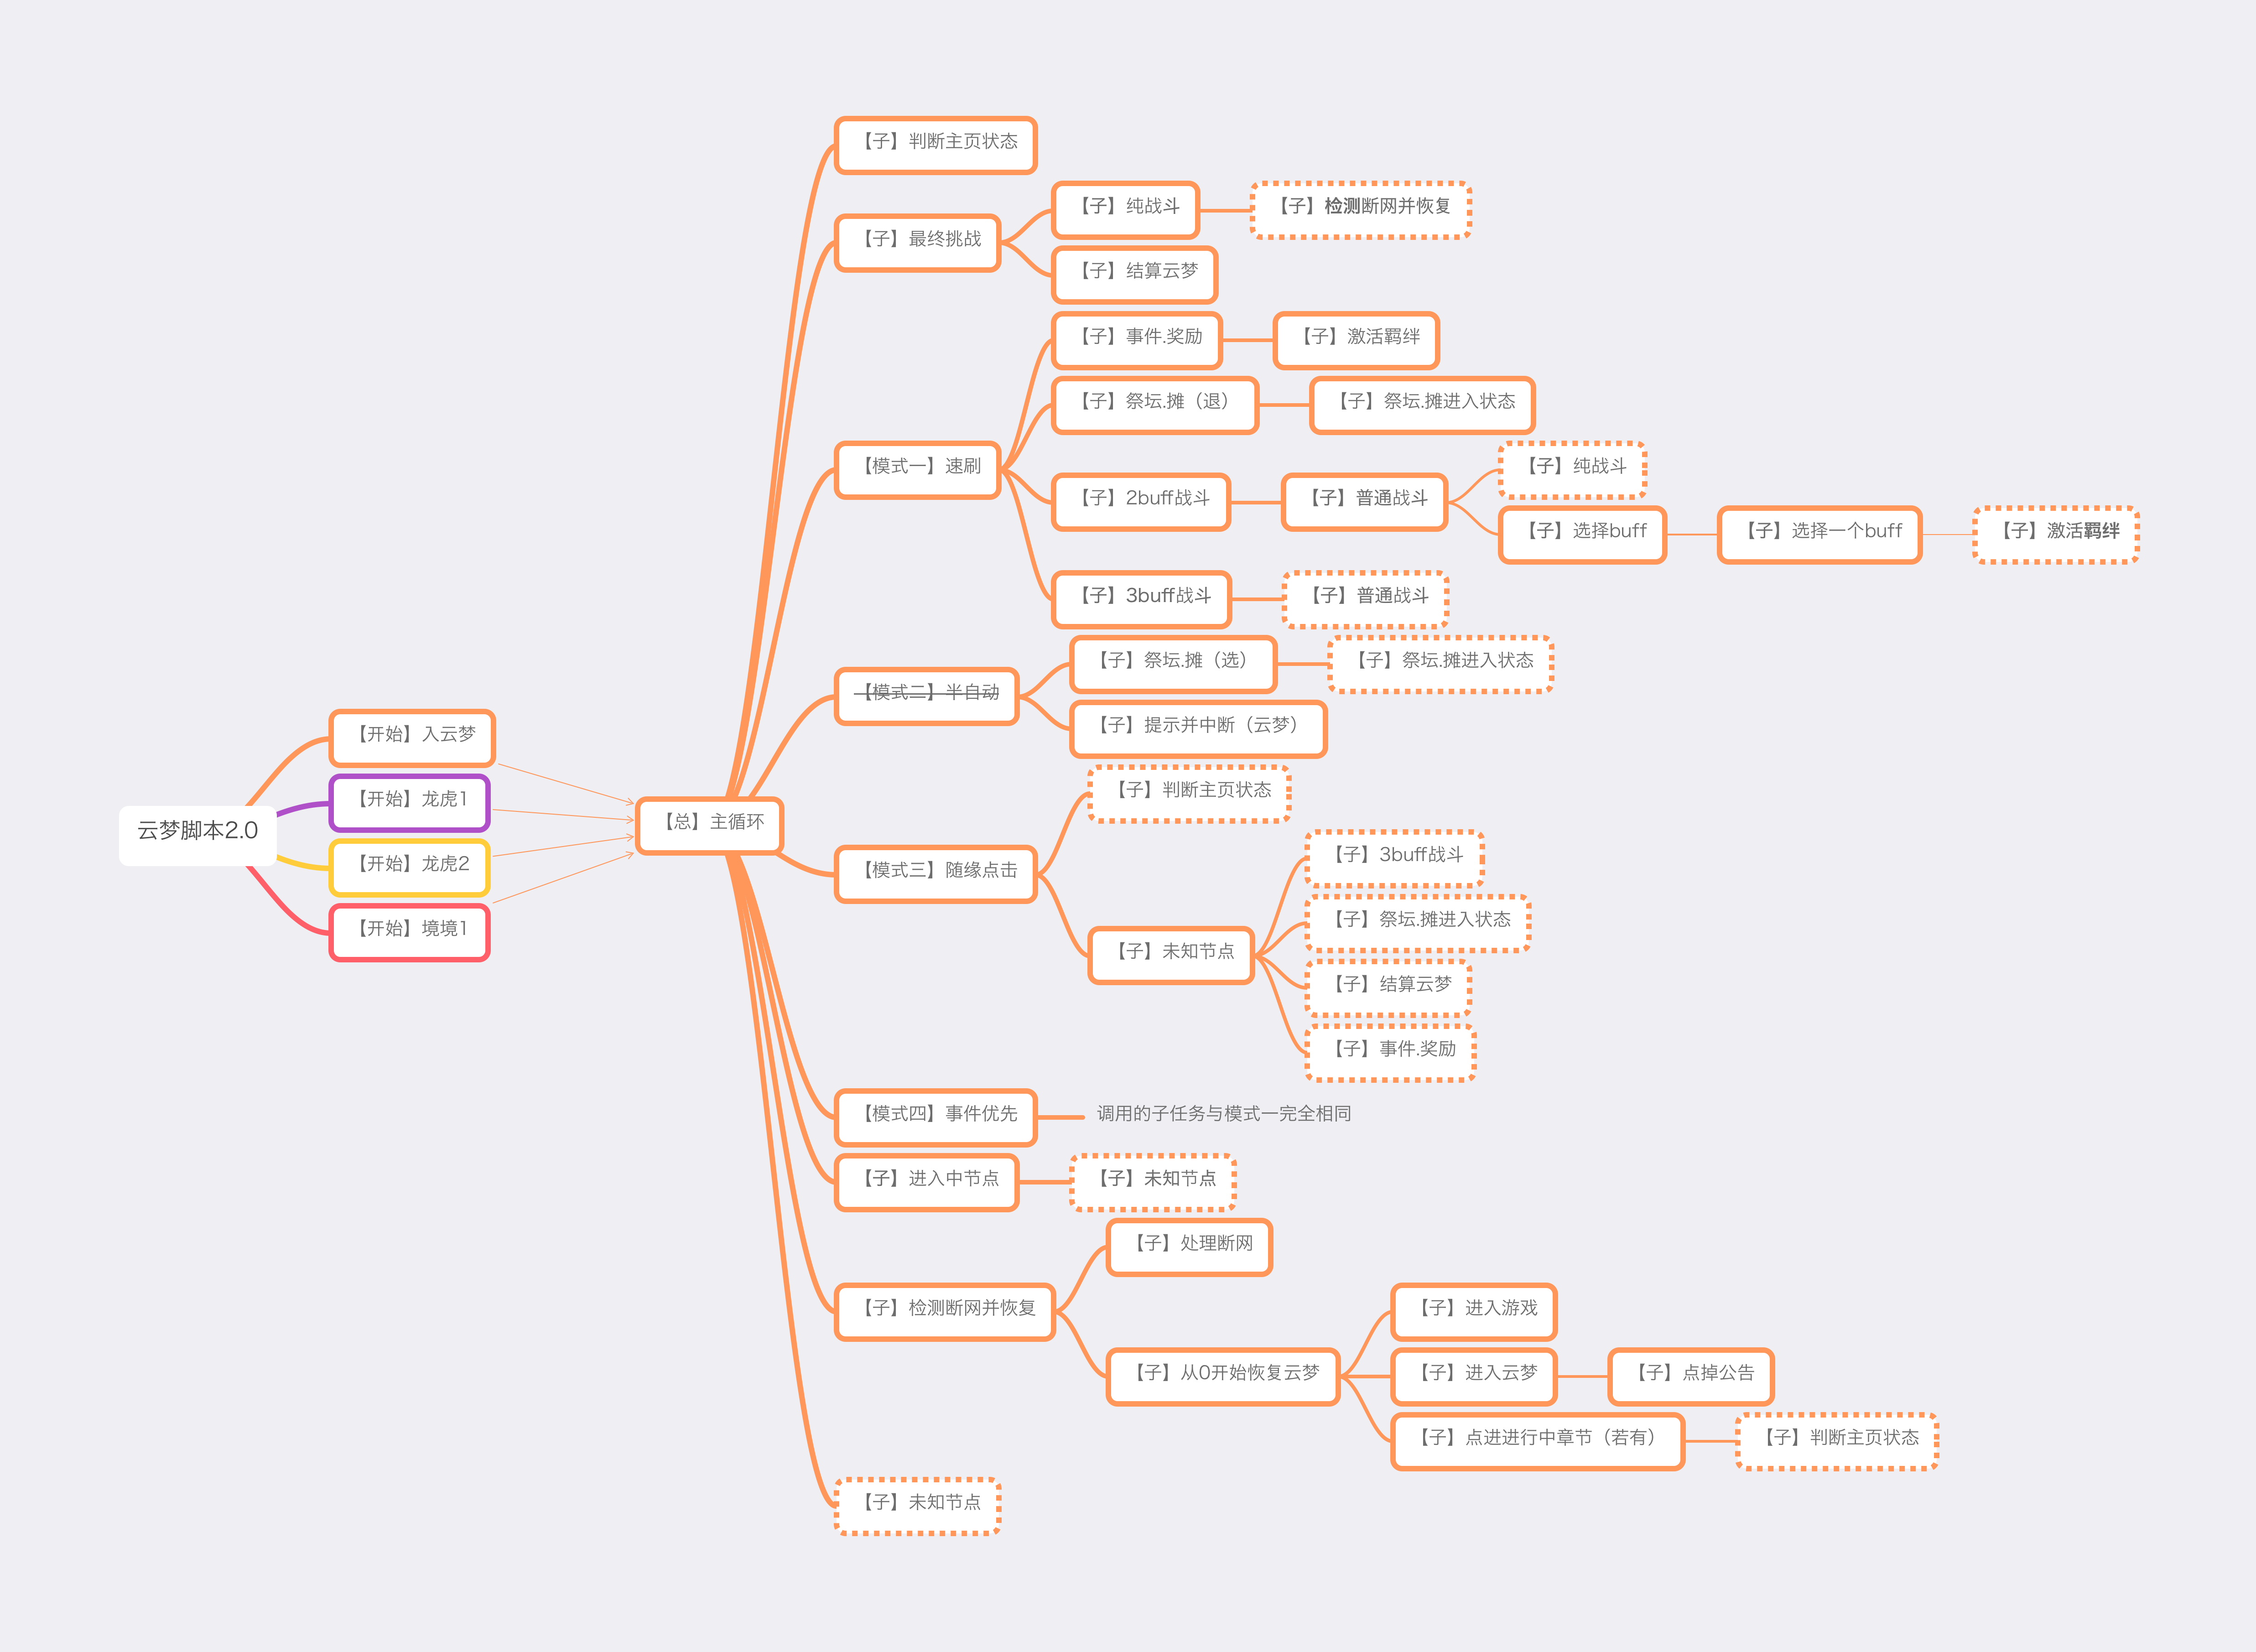 云梦脚本2.0
【开始】入云梦
【开始】龙虎1
【开始】龙虎2
【开始】境境1
【总】主循环
【子】判断主页状态
【子】最终挑战
【子】纯战斗
【子】检测断网并恢复
【子】结算云梦
【模式一】速刷
【子】事件.奖励
【子】激活羁绊
【子】祭坛.摊（退）
【子】祭坛.摊进入状态
【子】2buff战斗
【子】普通战斗
【子】纯战斗
【子】选择buff
【子】选择一个buff
【子】激活羁绊
【子】3buff战斗
【子】普通战斗
【模式二】半自动
【子】祭坛.摊（选）
【子】祭坛.摊进入状态
【子】提示并中断（云梦）
【模式三】随缘点击
【子】判断主页状态
【子】未知节点
【子】3buff战斗
【子】祭坛.摊进入状态
【子】结算云梦
【子】事件.奖励
【模式四】事件优先
调用的子任务与模式一完全相同
【子】进入中节点
【子】未知节点
【子】检测断网并恢复
【子】处理断网
【子】从0开始恢复云梦
【子】进入游戏
【子】进入云梦
【子】点掉公告
【子】点进进行中章节（若有）
【子】判断主页状态
【子】未知节点